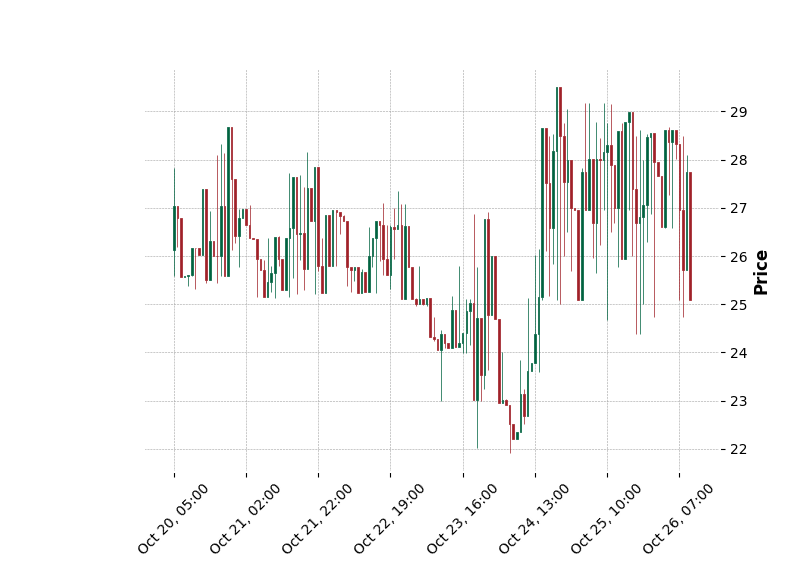 29
28
27
26
25
24
23
22
Price
Oct 20, 05:00
Oct 21, 02:00
Oct 21, 22:00
Oct 22, 19:00
Oct 23, 16:00
Oct 24, 13:00
Oct 25, 10:00
Oct 26, 07:00